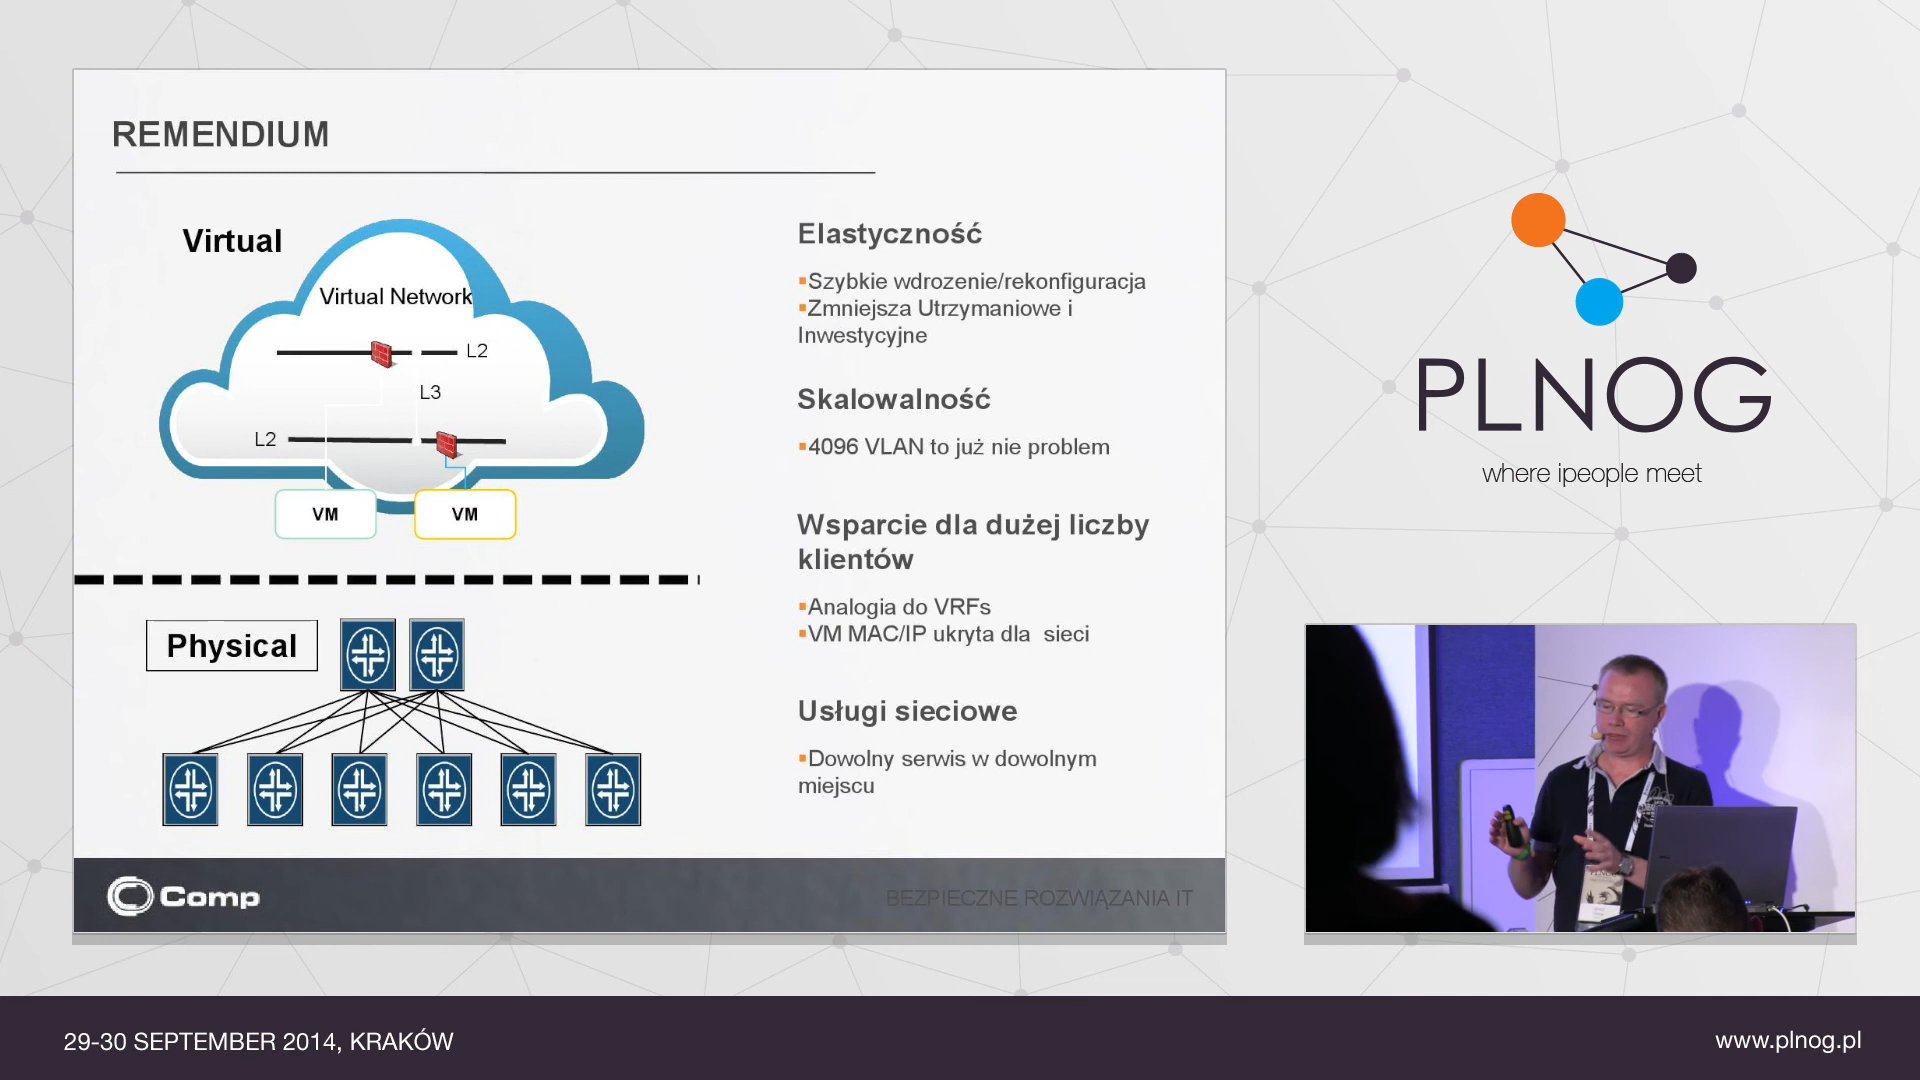 REMENDIUM
Virtual
Virtual Network
L2
L3
L2
VM
VM
Physical
Elastyczność
▪Szybkie wdrozenie/rekonfiguracja
▪Zmniejsza Utrzymaniowe i
Inwestycyjne
Skalowalność
▪4096 VLAN to już nie problem
Wsparcie dla dużej liczby
klientów
▪Analogia do VRFs
▪VM MAC/IP ukryta dla sieci
Usługi sieciowe
▪Dowolny serwis w dowolnym
miejscu
Comp
BEZPIECZNE ROZWIĄZANIA IT
PLNOG
where ipeople meet
29-30 SEPTEMBER 2014, KRAKÓW
www.plnog.pl